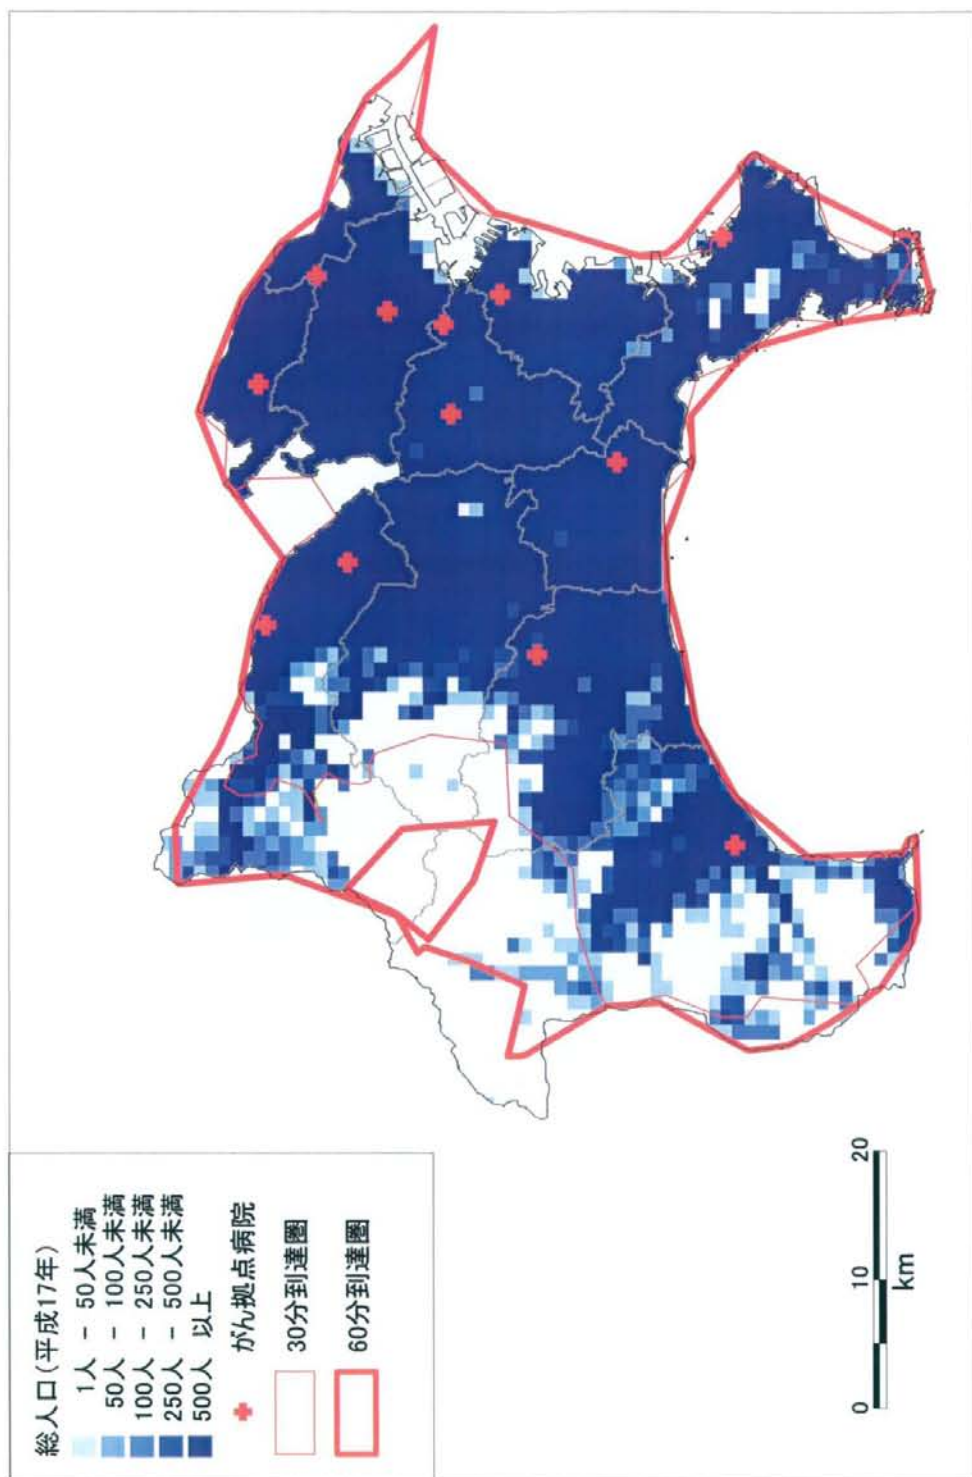 総人口(平成17年)
1人 － 50人未満
50人 － 100人未満
100人 － 250人未満
250人 － 500人未満
500人 以上
がん拠点病院
30分到達圏
60分到達圏
0 10 20
km